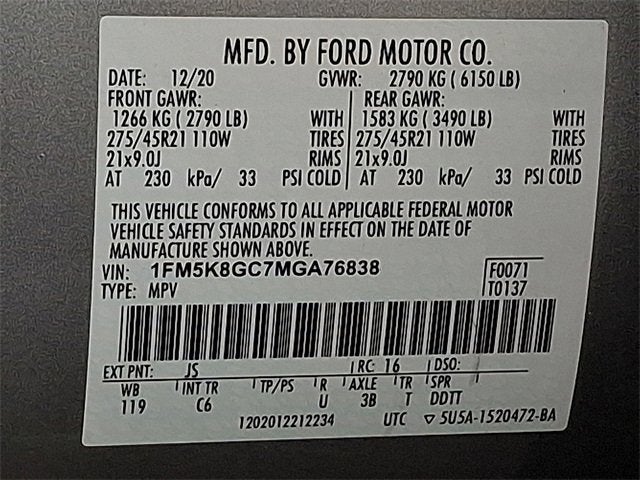 MFD. BY FORD MOTOR CO.
DATE: 12/20 GVWR: 2790 KG ( 6150 LB)
FRONT GAWR: REAR GAWR:
1266 KG ( 2790 LB) WITH 1583 KG ( 3490 LB) WITH
275/45R21 110W TIRES 275/45R21 110W TIRES
21x9.0J RIMS 21x9.0J RIMS
AT 230 kPa/ 33 PSI COLD AT 230 kPa/ 33 PSI COLD
THIS VEHICLE CONFORMS TO ALL APPLICABLE FEDERAL MOTOR
VEHICLE SAFETY STANDARDS IN EFFECT ON THE DATE OF
MANUFACTURE SHOWN ABOVE.
VIN: 1FM5K8GC7MGA76838 F0071
TYPE: MPV T0137
EXT PNT: JS RC: 16 DSO:
WB INT TR TP/PS R AXLE TR SPR
119 C6 U 3B T DDTT
1202012212234 UTC ▽ 5U5A-1520472-BA